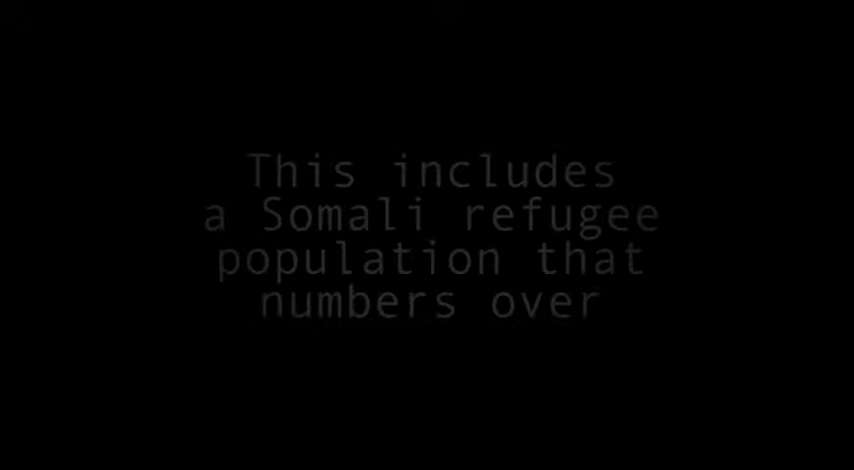 This includes
a Somali refugee
population that
numbers over